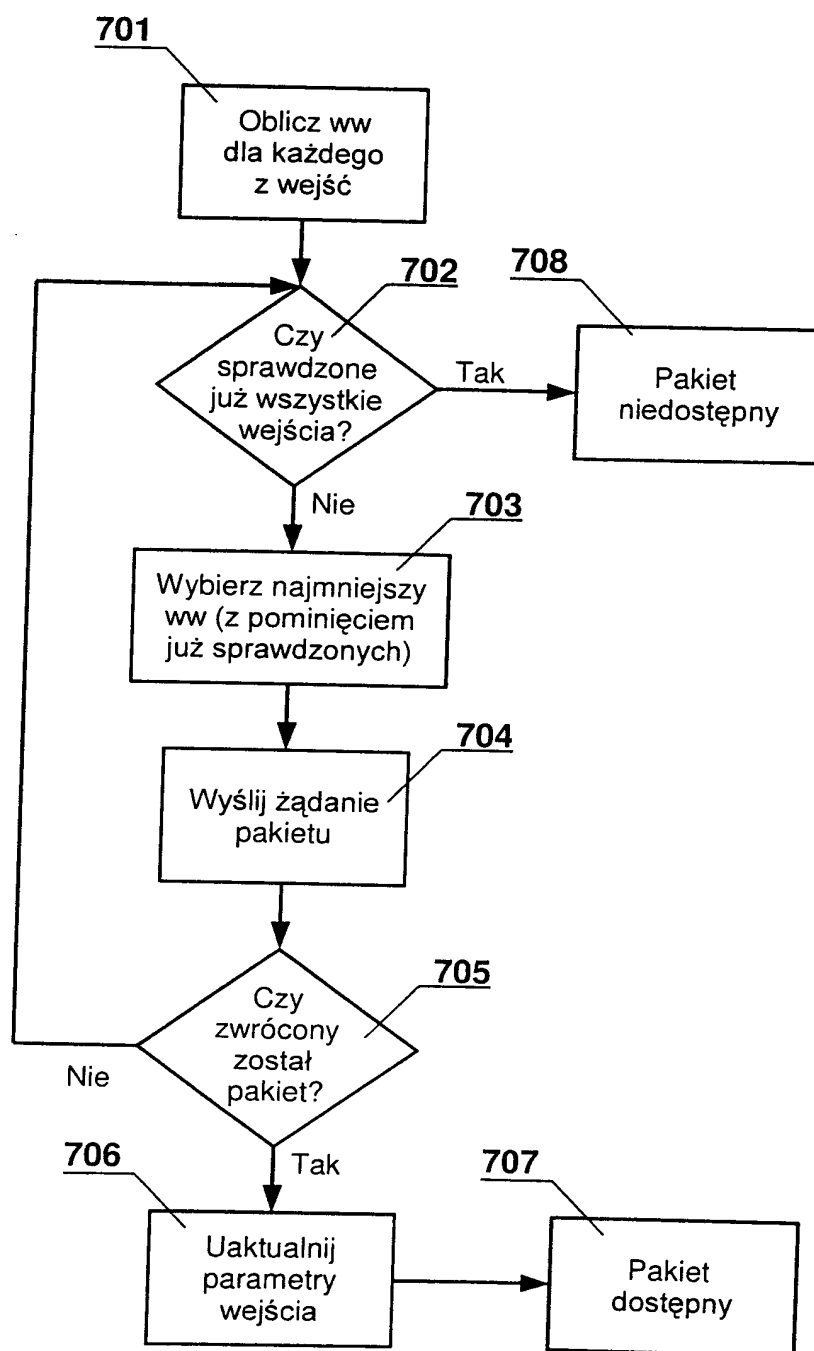 701
Oblicz ww
dla każdego
z wejść
702
Czy
sprawdzone
już wszystkie
wejścia?
Tak
708
Pakiet
niedostępny
Nie
703
Wybierz najmniejszy
ww (z pominięciem
już sprawdzonych)
704
Wyślij żądanie
pakietu
705
Czy
zwrócony
został
pakiet?
Nie
Tak
706
Uaktualnij
parametry
wejścia
707
Pakiet
dostępny